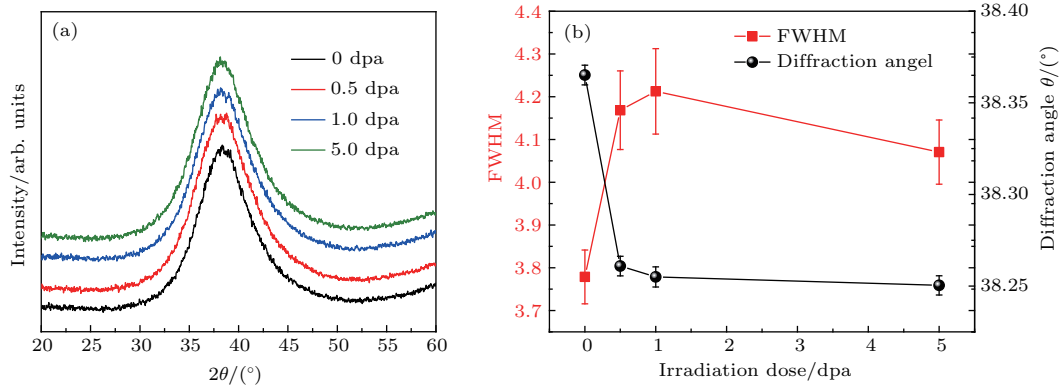 (a)
0 dpa
0.5 dpa
1.0 dpa
5.0 dpa
Intensity/arb. units
20 25 30 35 40 45 50 55 60
2θ/(°)
(b)
FWHM
Diffraction angel
4.4
4.3
4.2
4.1
4.0
3.9
3.8
3.7
FWHM
38.40
38.35
38.30
38.25
Diffraction angle θ/(°)
0 1 2 3 4 5
Irradiation dose/dpa